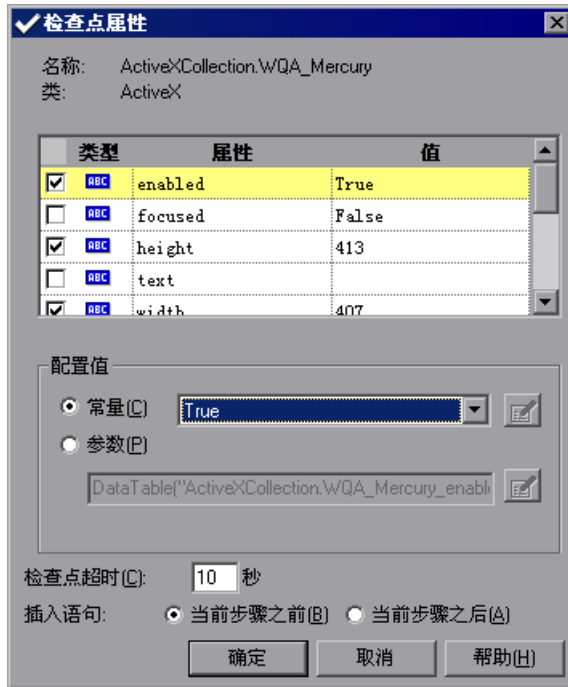 检查点属性
名称: ActiveXCollection.WQA_Mercury
类: ActiveX
类型 属性 值
ABC enabled True
ABC focused False
ABC height 413
ABC text
ABC width 407
配置值
常量(C) True
参数(P)
DataTable("ActiveXCollection.WQA_Mercury_enabl
检查点超时(C): 10 秒
插入语句: 当前步骤之前(B) 当前步骤之后(A)
确定 取消 帮助(H)